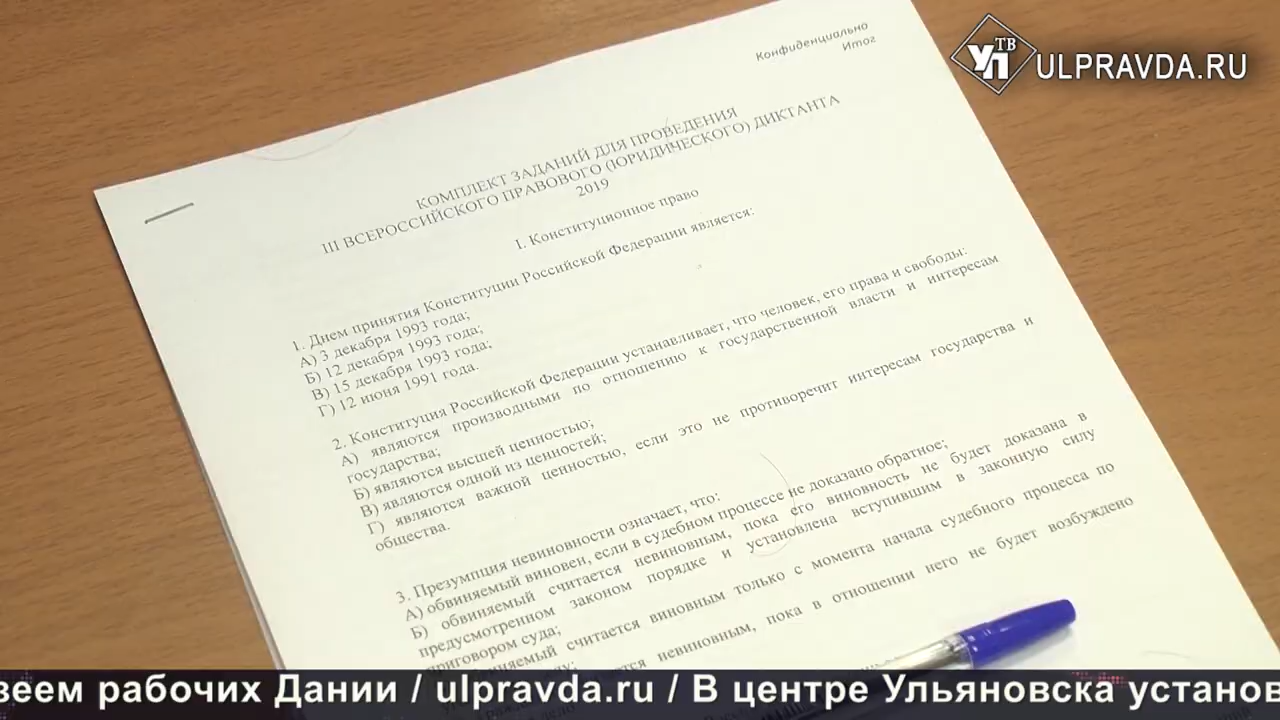 Конфиденциально
Итог
УП ТВ
ULPRAVDA.RU
КОМПЛЕКТ ЗАДАНИЙ ДЛЯ ПРОВЕДЕНИЯ
III ВСЕРОССИЙСКОГО ПРАВОВОГО (ЮРИДИЧЕСКОГО) ДИКТАНТА
2019
I. Конституционное право
1. Днем принятия Конституции Российской Федерации является:
А) 3 декабря 1993 года;
Б) 12 декабря 1993 года;
В) 15 декабря 1993 года;
Г) 12 июня 1991 года.
2. Конституция Российской Федерации устанавливает, что человек, его права и свободы:
А) являются производными по отношению к государственной власти и интересам
государства;
Б) являются высшей ценностью;
В) являются одной из ценностей;
Г) являются важной ценностью, если это не противоречит интересам государства и
общества.
3. Презумпция невиновности означает, что:
А) обвиняемый виновен, если в судебном процессе не доказано обратное;
Б) обвиняемый считается невиновным, пока его виновность не будет доказана в
предусмотренном законом порядке и установлена вступившим в законную силу
приговором суда;
считается виновным только с момента начала судебного процесса по
невиновным, пока в отношении него не будет возбуждено
рабочих Дании / ulpravda.ru / В центре Ульяновска